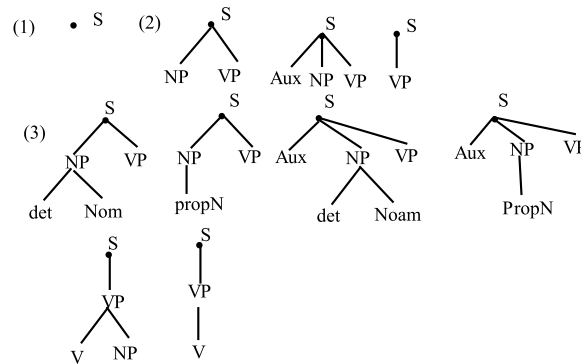 (1) S (2) S S S
NP VP Aux NP VP VP
(3) S S S S
NP VP NP VP Aux NP VP Aux NP VP
det Nom propN det Noam PropN
S S
VP VP
V NP V